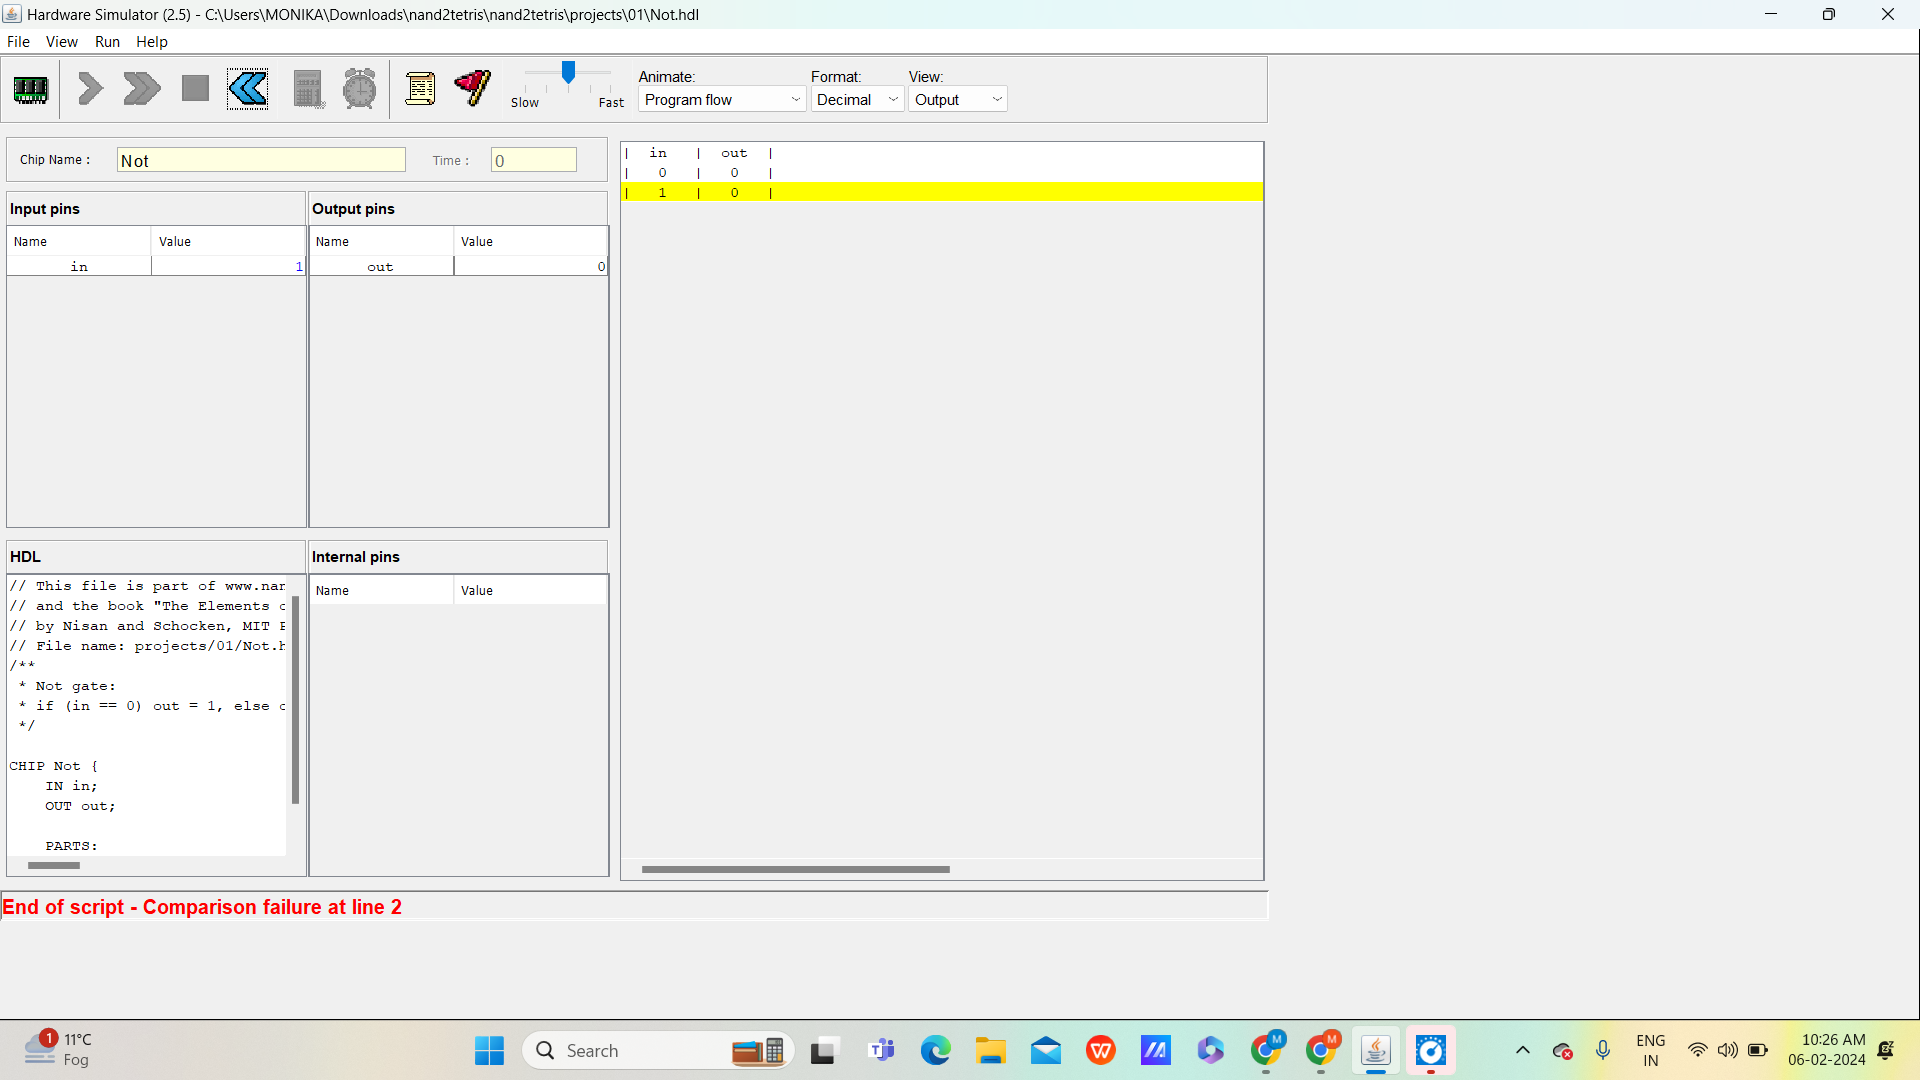 Hardware Simulator (2.5) - C:\Users\MONIKA\Downloads\nand2tetris\nand2tetris\projects\01\Not.hdl
File View Run Help
Slow Fast
Animate: Format: View:
Program flow Decimal Output
Chip Name : Not Time : 0
Input pins Output pins
Name Value Name Value
in 1 out 0
| in | out |
| 0 | 0 |
| 1 | 0 |
HDL
// This file is part of www.nan
// and the book "The Elements
// by Nisan and Schocken, MIT
// File name: projects/01/Not.h
/**
* Not gate:
* if (in == 0) out = 1, else
*/
CHIP Not {
IN in;
OUT out;
PARTS:
Internal pins
Name Value
End of script - Comparison failure at line 2
1
11°C
Fog
Search
M
M
ENG
IN
10:26 AM
06-02-2024